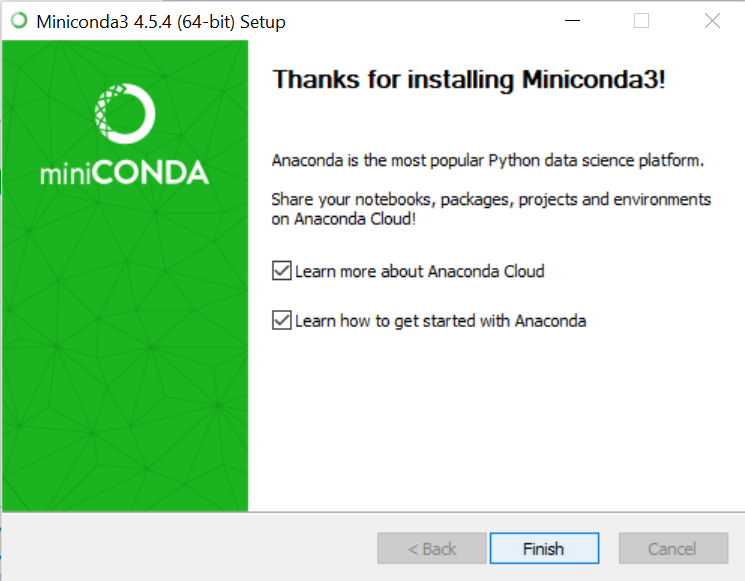 Miniconda3 4.5.4 (64-bit) Setup
miniCONDA
Thanks for installing Miniconda3!
Anaconda is the most popular Python data science platform.
Share your notebooks, packages, projects and environments
on Anaconda Cloud!
Learn more about Anaconda Cloud
Learn how to get started with Anaconda
< Back
Finish
Cancel